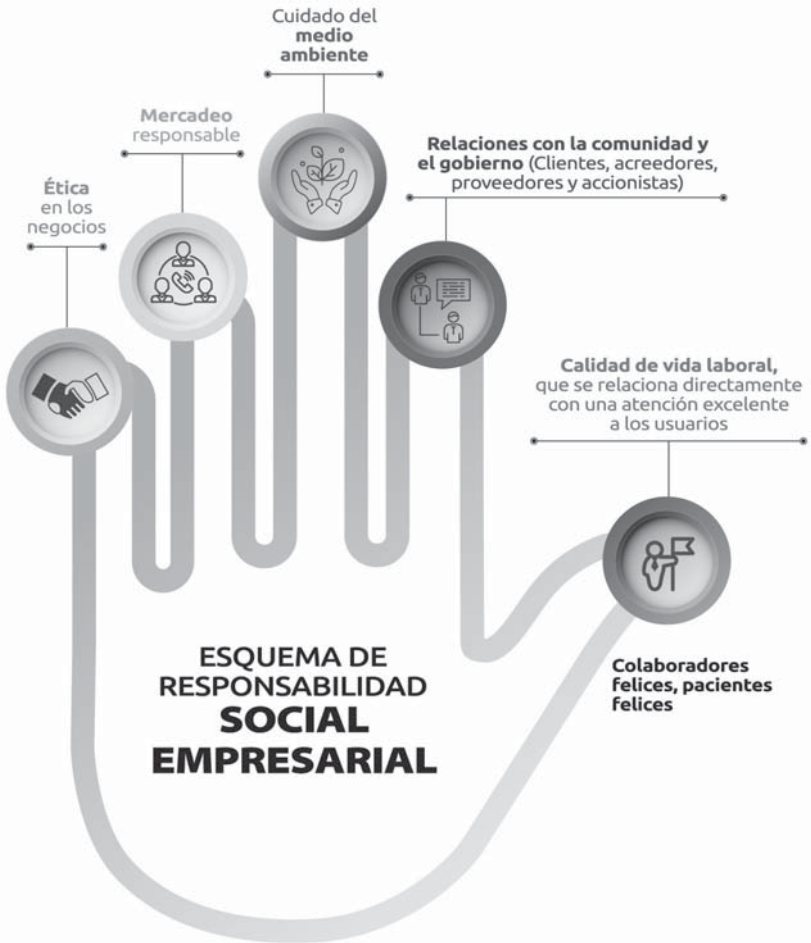 Cuidado del
medio
ambiente
Mercadeo
responsable
Relaciones con la comunidad y
el gobierno (Clientes, acreedores,
proveedores y accionistas)
Ética
en los
negocios
Calidad de vida laboral,
que se relaciona directamente
con una atención excelente
a los usuarios
ESQUEMA DE
RESPONSABILIDAD
SOCIAL
EMPRESARIAL
Colaboradores
felices, pacientes
felices